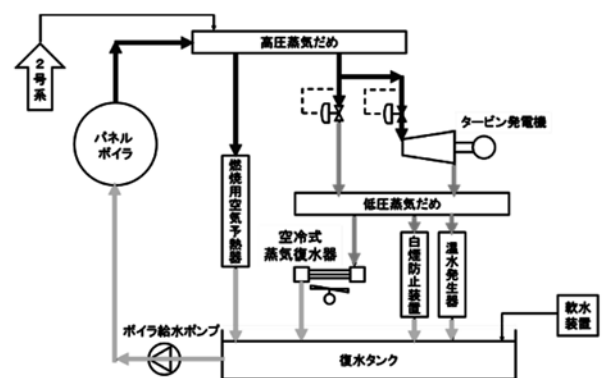 高圧蒸気だめ
2号系
パネル
ボイラ
タービン発電機
燃焼用空気予熱器
低圧蒸気だめ
空冷式
蒸気復水器
白煙防止装置
温水発生器
軟水
装置
ボイラ給水ポンプ
復水タンク